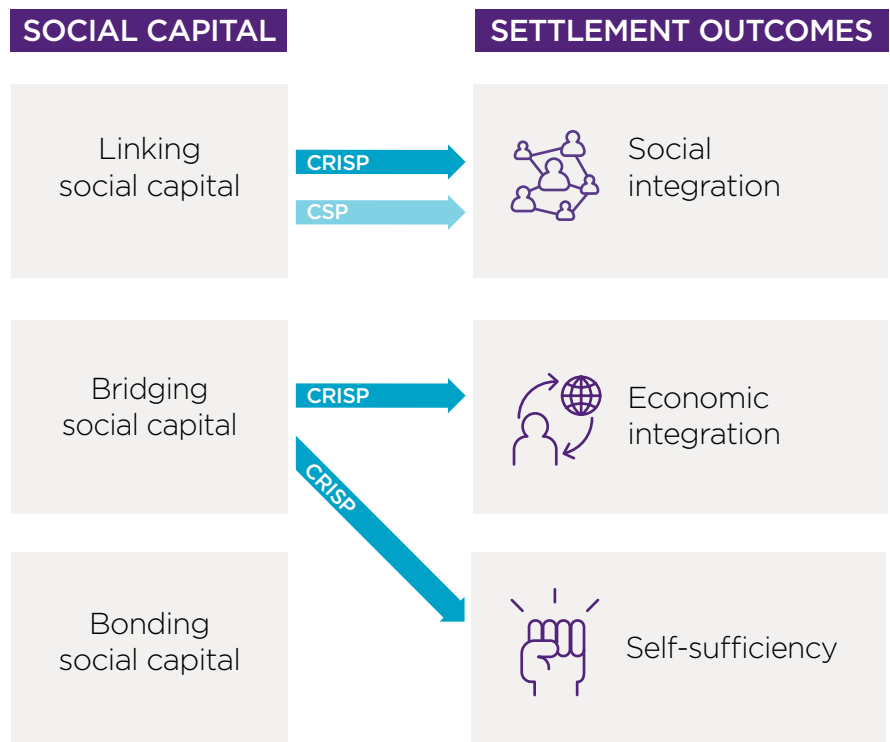 SOCIAL CAPITAL
SETTLEMENT OUTCOMES
Linking
social capital
CRISP
CSP
Social
integration
Bridging
social capital
CRISP
CRISP
Economic
integration
Bonding
social capital
Self-sufficiency